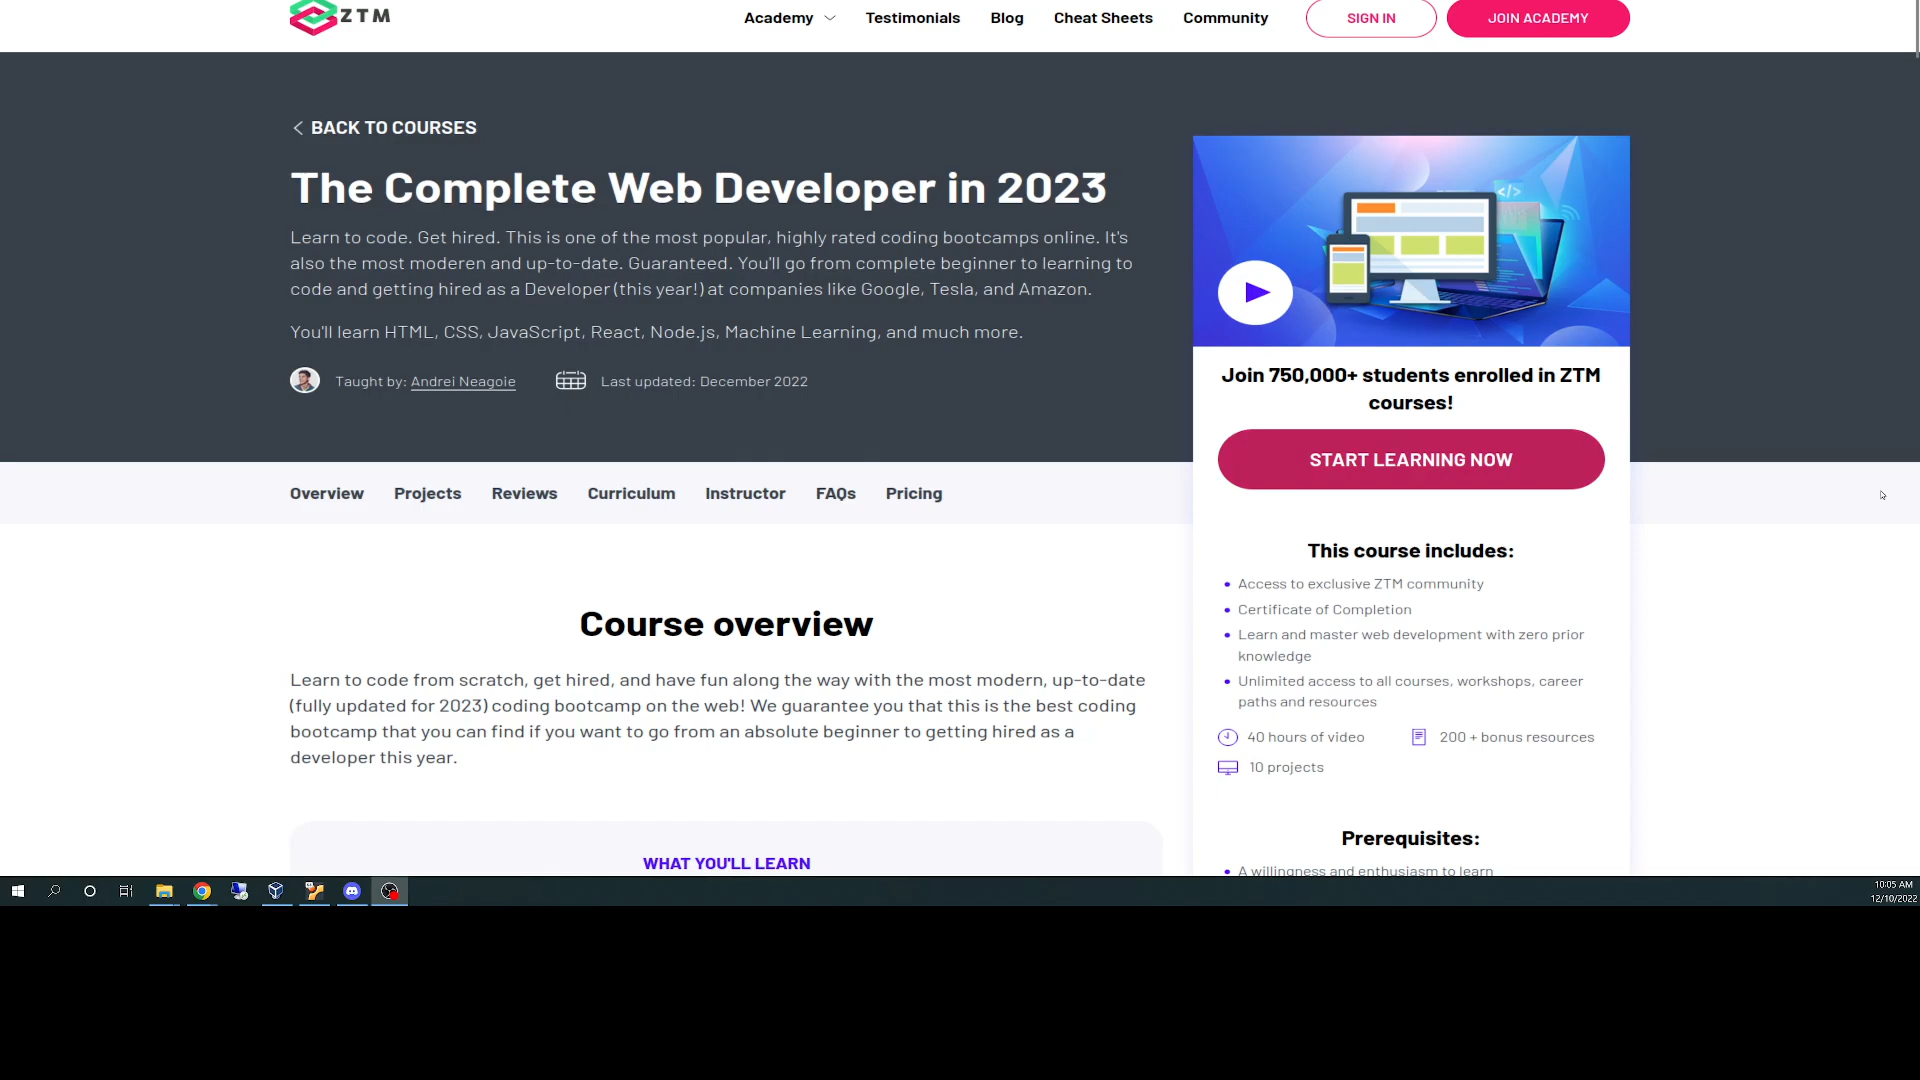 ZTM
Academy
Testimonials
Blog
Cheat Sheets
Community
SIGN IN
JOIN ACADEMY
BACK TO COURSES
The Complete Web Developer in 2023
Learn to code. Get hired. This is one of the most popular, highly rated coding bootcamps online. It's
also the most moderen and up-to-date. Guaranteed. You'll go from complete beginner to learning to
code and getting hired as a Developer (this year!) at companies like Google, Tesla, and Amazon.
You'll learn HTML, CSS, JavaScript, React, Node.js, Machine Learning, and much more.
Taught by: Andrei Neagoie
Last updated: December 2022
</>
Join 750,000+ students enrolled in ZTM
courses!
START LEARNING NOW
Overview
Projects
Reviews
Curriculum
Instructor
FAQs
Pricing
This course includes:
Access to exclusive ZTM community
Certificate of Completion
Learn and master web development with zero prior
knowledge
Unlimited access to all courses, workshops, career
paths and resources
40 hours of video
200 + bonus resources
10 projects
Prerequisites:
A willingness and enthusiasm to learn
Course overview
Learn to code from scratch, get hired, and have fun along the way with the most modern, up-to-date
(fully updated for 2023) coding bootcamp on the web! We guarantee you that this is the best coding
bootcamp that you can find if you want to go from an absolute beginner to getting hired as a
developer this year.
WHAT YOU'LL LEARN
10:05 AM
12/10/2022